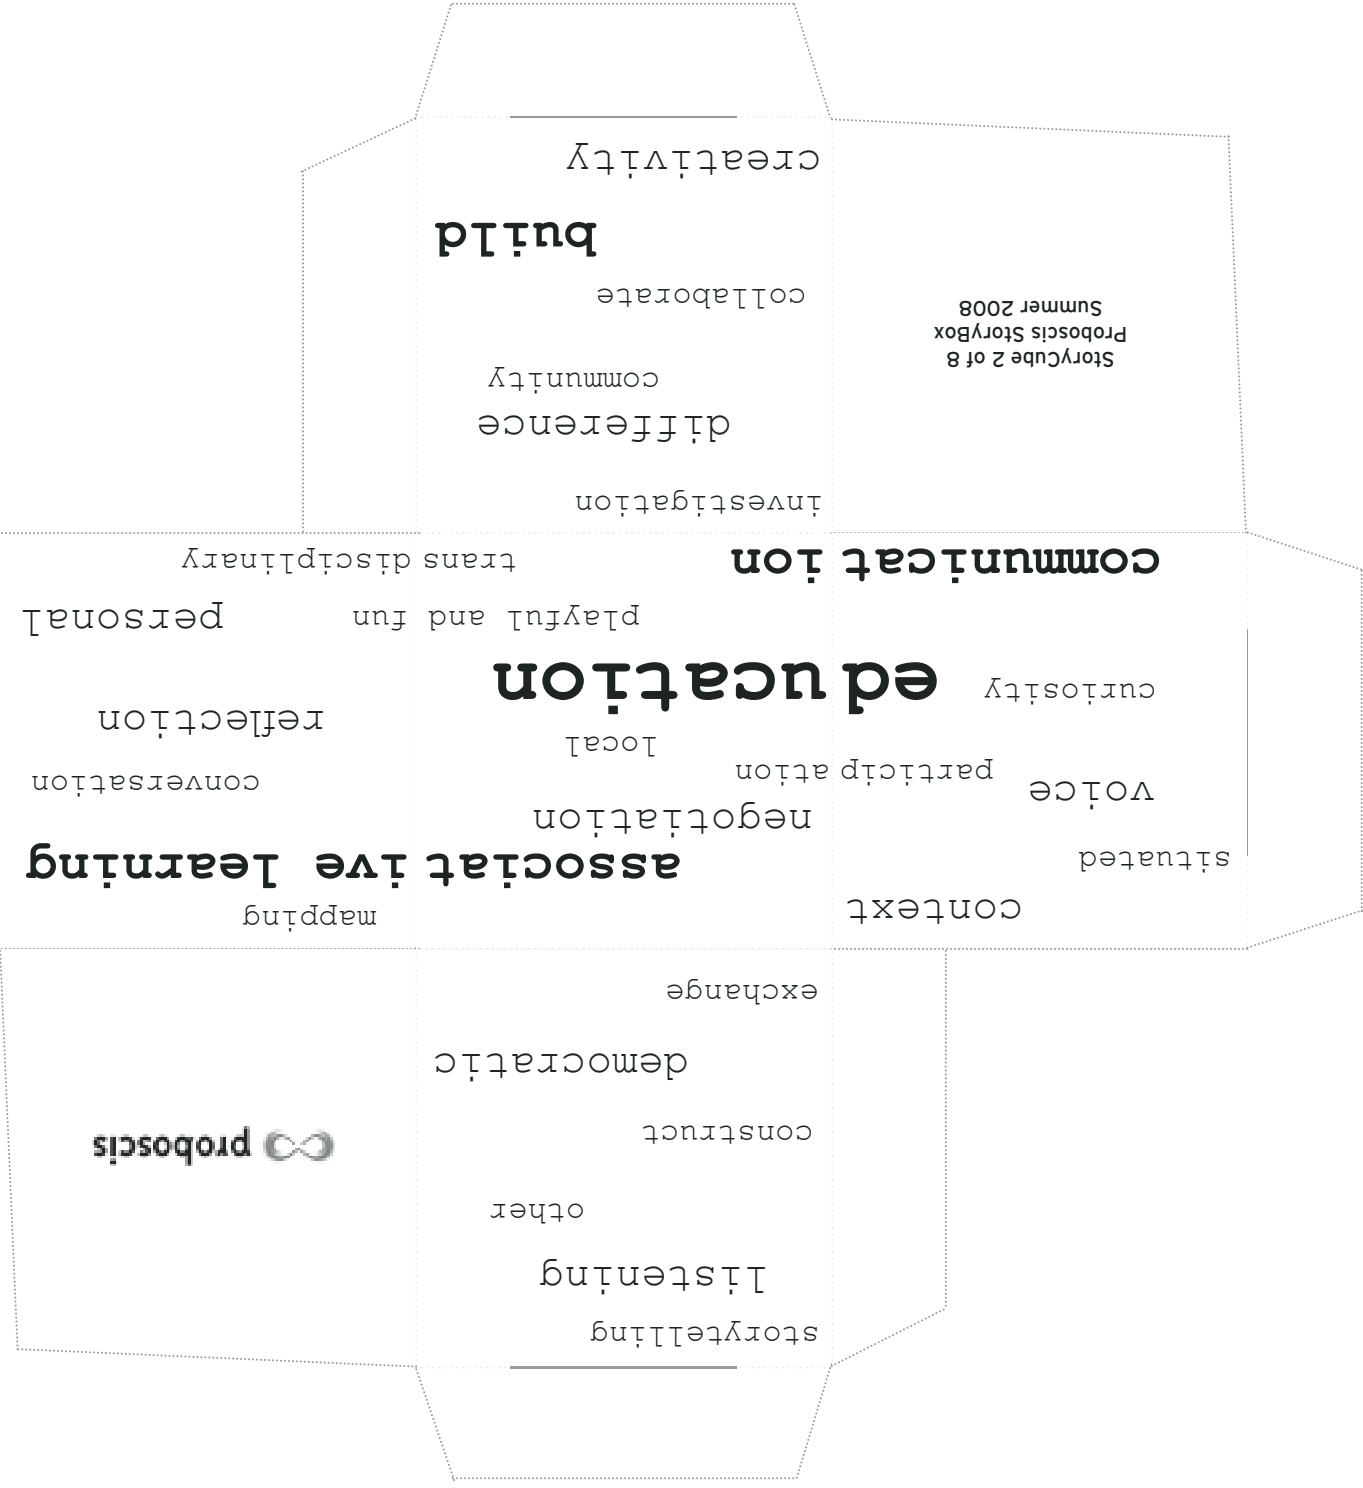 storytelling
listening
other
construct
democratic
exchange
proboscis
context
mapping
situated
associat ive learning
negotiation
voice
particip ation
conversation
local
reflection
curiosity
ed ucation
playful and fun
personal
communicat ion
trans disciplinary
investigation
difference
community
StoryCube 2 of 8
Proboscis StoryBox
Summer 2008
collaborate
build
creativity